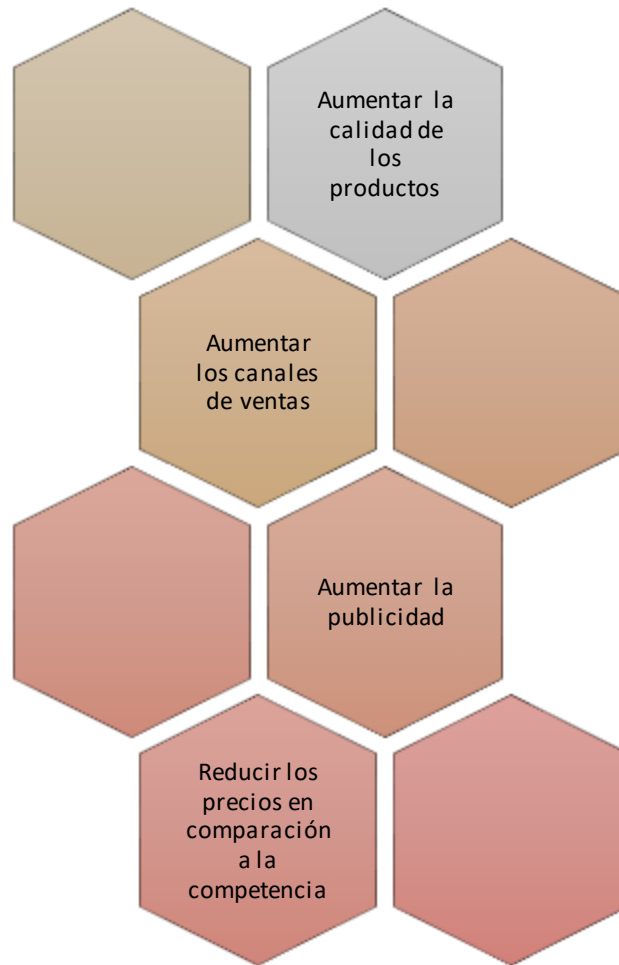 Aumentar la
calidad de
los
productos
Aumentar
los canales
de ventas
Aumentar la
publicidad
Reducir los
precios en
comparación
a la
competencia